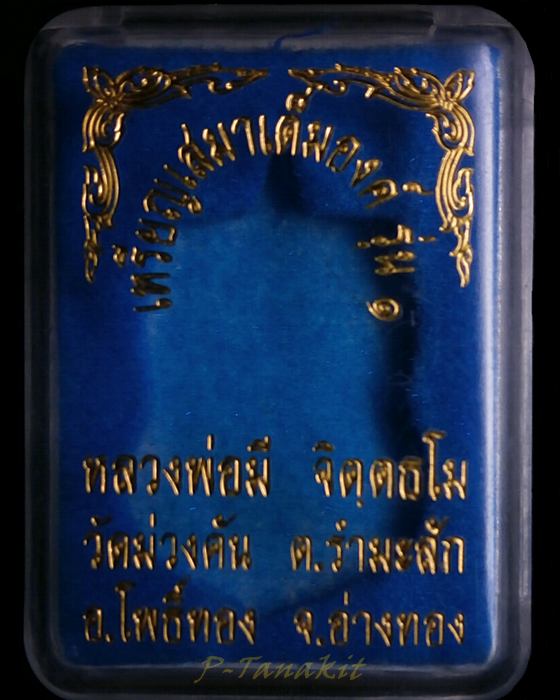 เหรียญเสมาเต็มองค์ รุ่น ๑
หลวงพ่อมี จิตฺตธโม
วัดม่วงคัน ต.รำมะสัก
อ.โพธิ์ทอง จ.อ่างทอง
P-Tanakit